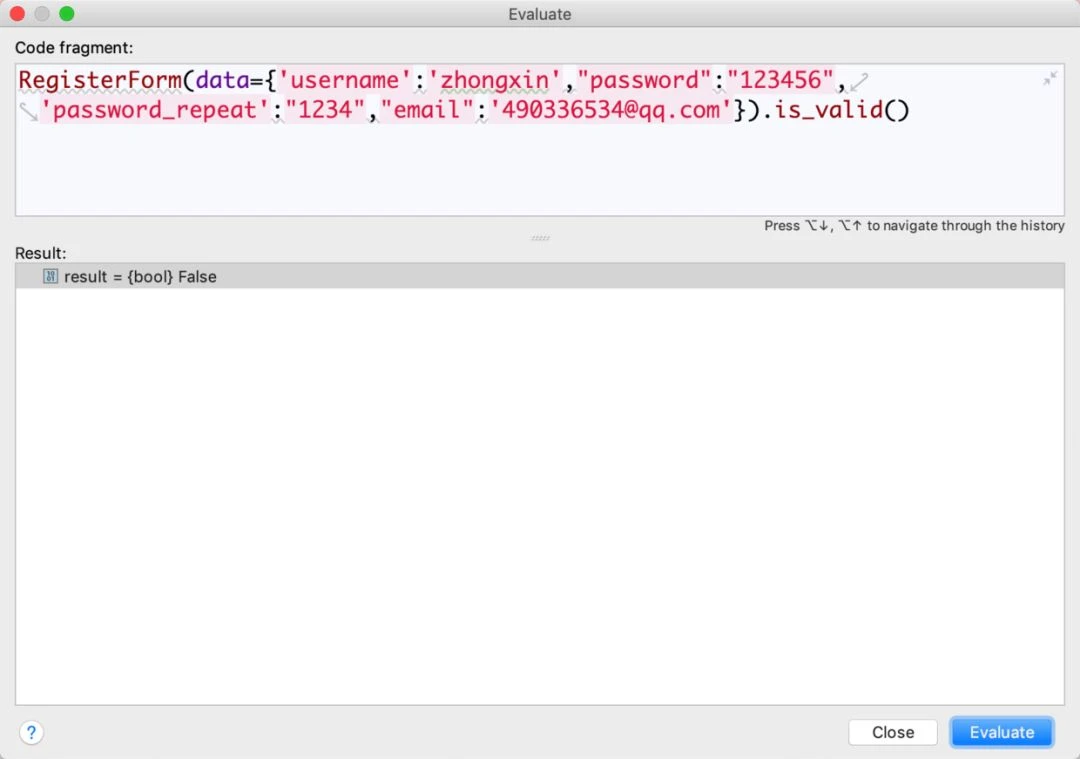 Evaluate
Code fragment:
RegisterForm(data={'username':'zhongxin',"password":"123456",
'password_repeat':"1234","email":'490336534@qq.com'}).is_valid()
Press ⌥↓, ⌥↑ to navigate through the history
Result:
result = {bool} False
?
Close
Evaluate